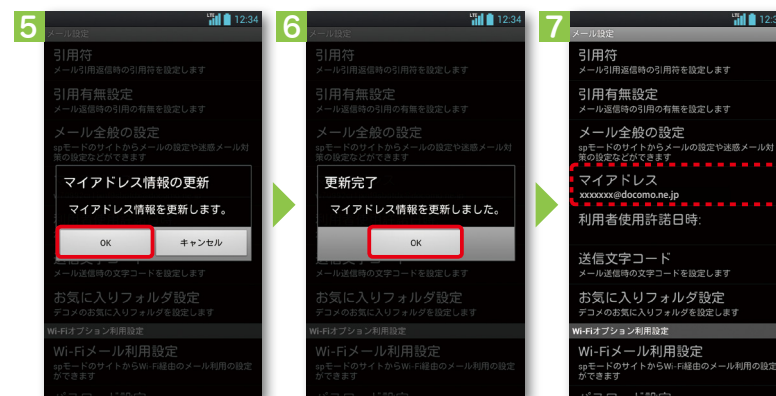 5
LTE 12:34
メール設定
引用符
メール引用返信時の引用符を設定します
引用有無設定
メール返信時の引用の有無を設定します
メール全般の設定
spモードのサイトからメールの設定や迷惑メール対
策の設定などができます
マイアドレス情報の更新
マイアドレス情報を更新します。
OK キャンセル
送信文字コード
メール送信時の文字コードを設定します
お気に入りフォルダ設定
デコメのお気に入りフォルダを設定します
Wi-Fiオプション利用設定
Wi-Fiメール利用設定
spモードのサイトからWi-Fi経由のメール利用の設定
ができます
6
LTE 12:34
メール設定
引用符
メール引用返信時の引用符を設定します
引用有無設定
メール返信時の引用の有無を設定します
メール全般の設定
spモードのサイトからメールの設定や迷惑メール対
策の設定などができます
更新完了
マイアドレス情報を更新しました。
OK
送信文字コード
メール送信時の文字コードを設定します
お気に入りフォルダ設定
デコメのお気に入りフォルダを設定します
Wi-Fiオプション利用設定
Wi-Fiメール利用設定
spモードのサイトからWi-Fi経由のメール利用の設定
ができます
7
LTE
メール設定
引用符
メール引用返信時の引用符を設定します
引用有無設定
メール返信時の引用の有無を設定します
メール全般の設定
spモードのサイトからメールの設定や迷惑メール対
策の設定などができます
マイアドレス
xxxxxxx@docomo.ne.jp
利用者使用許諾日時:
送信文字コード
メール送信時の文字コードを設定します
お気に入りフォルダ設定
デコメのお気に入りフォルダを設定します
Wi-Fiオプション利用設定
Wi-Fiメール利用設定
spモードのサイトからWi-Fi経由のメール利用の設定
ができます